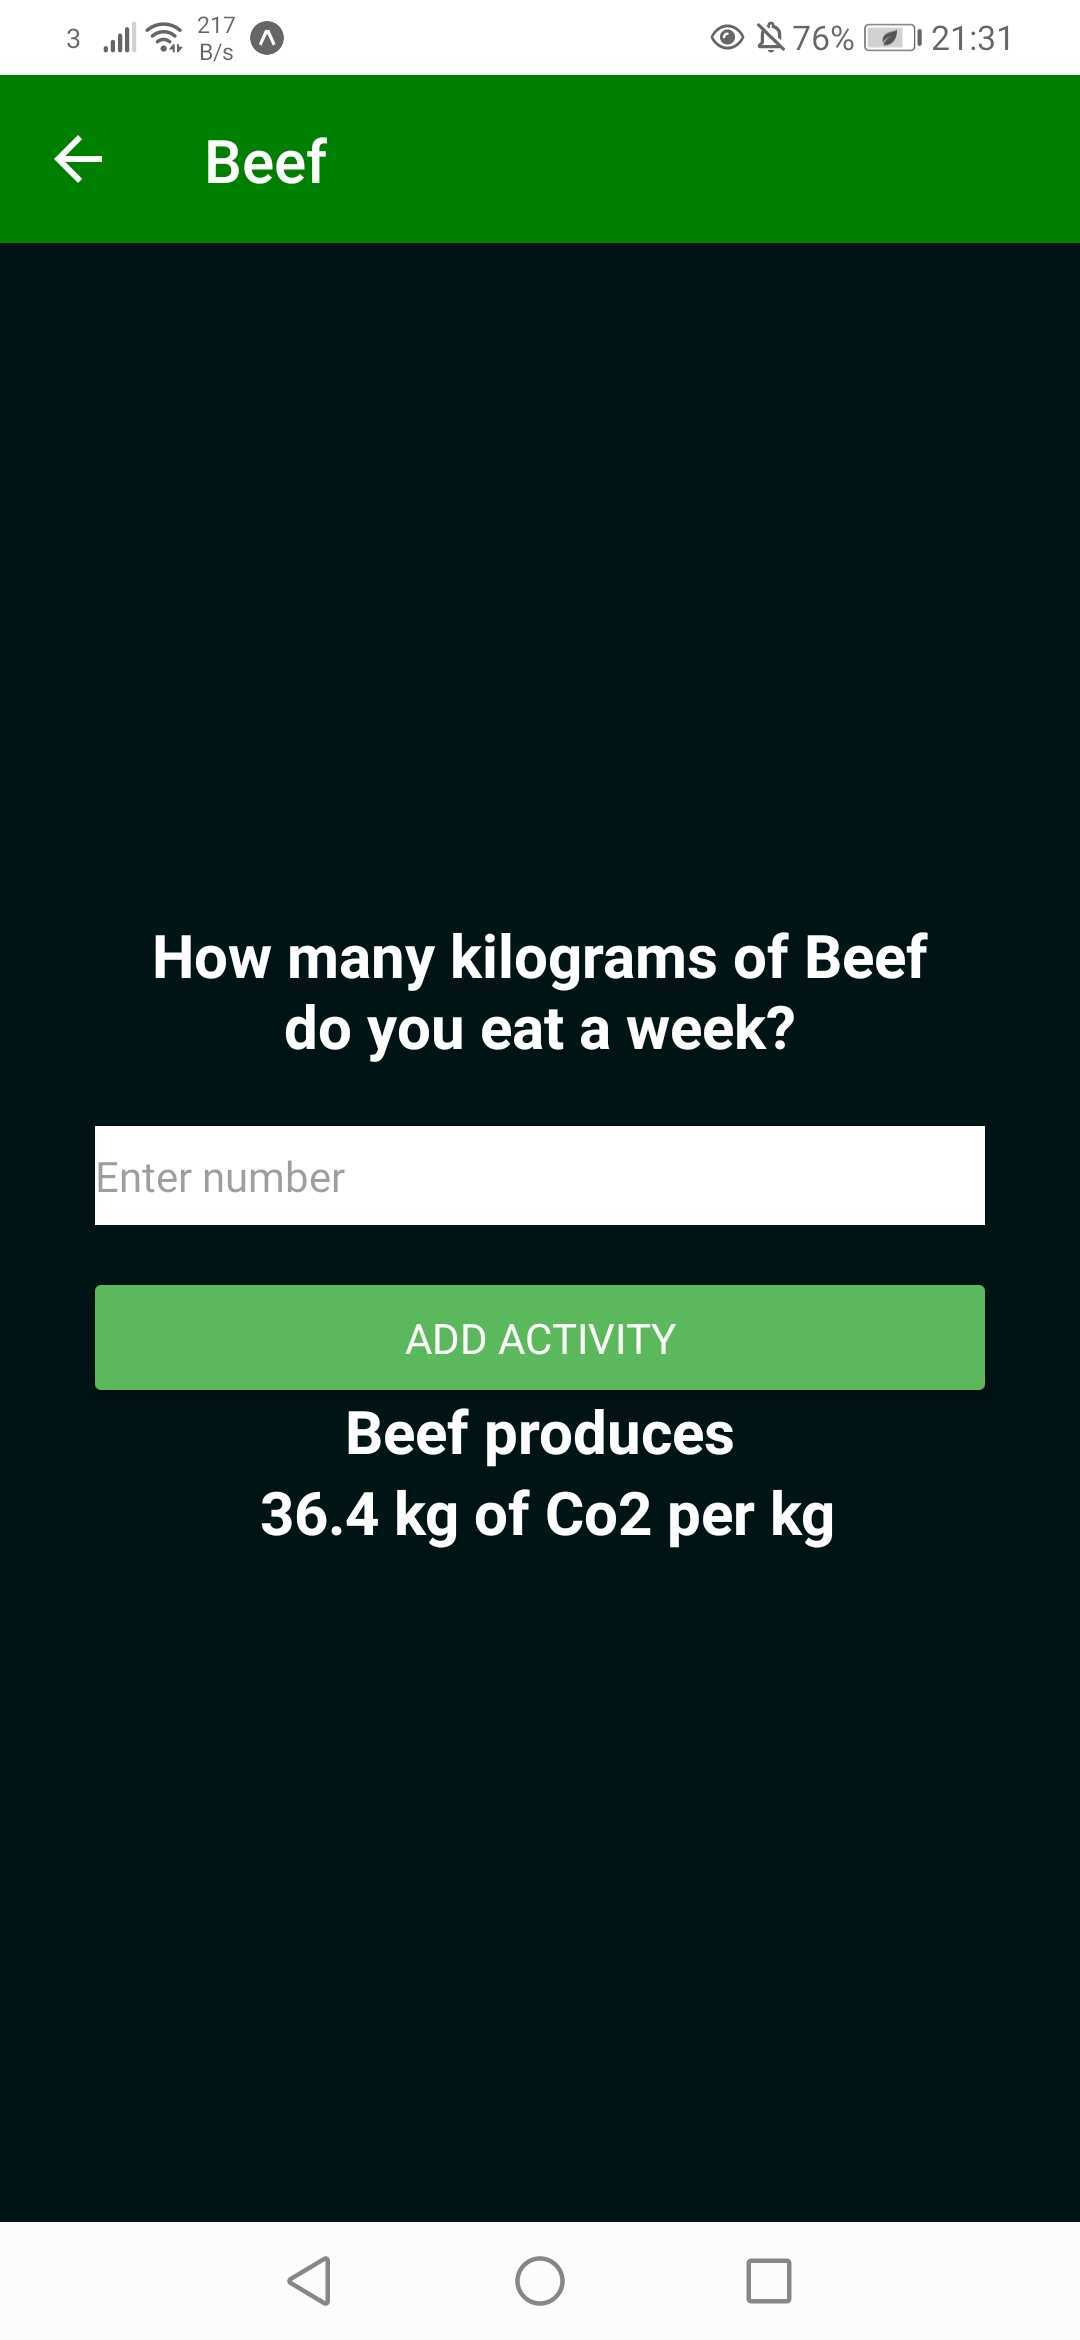 3 217 B/s 76% 21:31
Beef
How many kilograms of Beef
do you eat a week?
Enter number
ADD ACTIVITY
Beef produces
36.4 kg of Co2 per kg